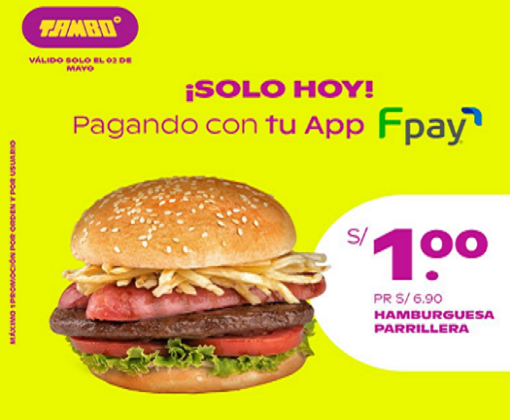 TAMBO
VÁLIDO SOLO EL 03 DE
MAYO
¡SOLO HOY!
Pagando con tu App Fpay
MÁXIMO 1 PROMOCIÓN POR ORDEN Y POR USUARIO
S/ 1.00
PR S/ 6.90
HAMBURGUESA
PARRILLERA